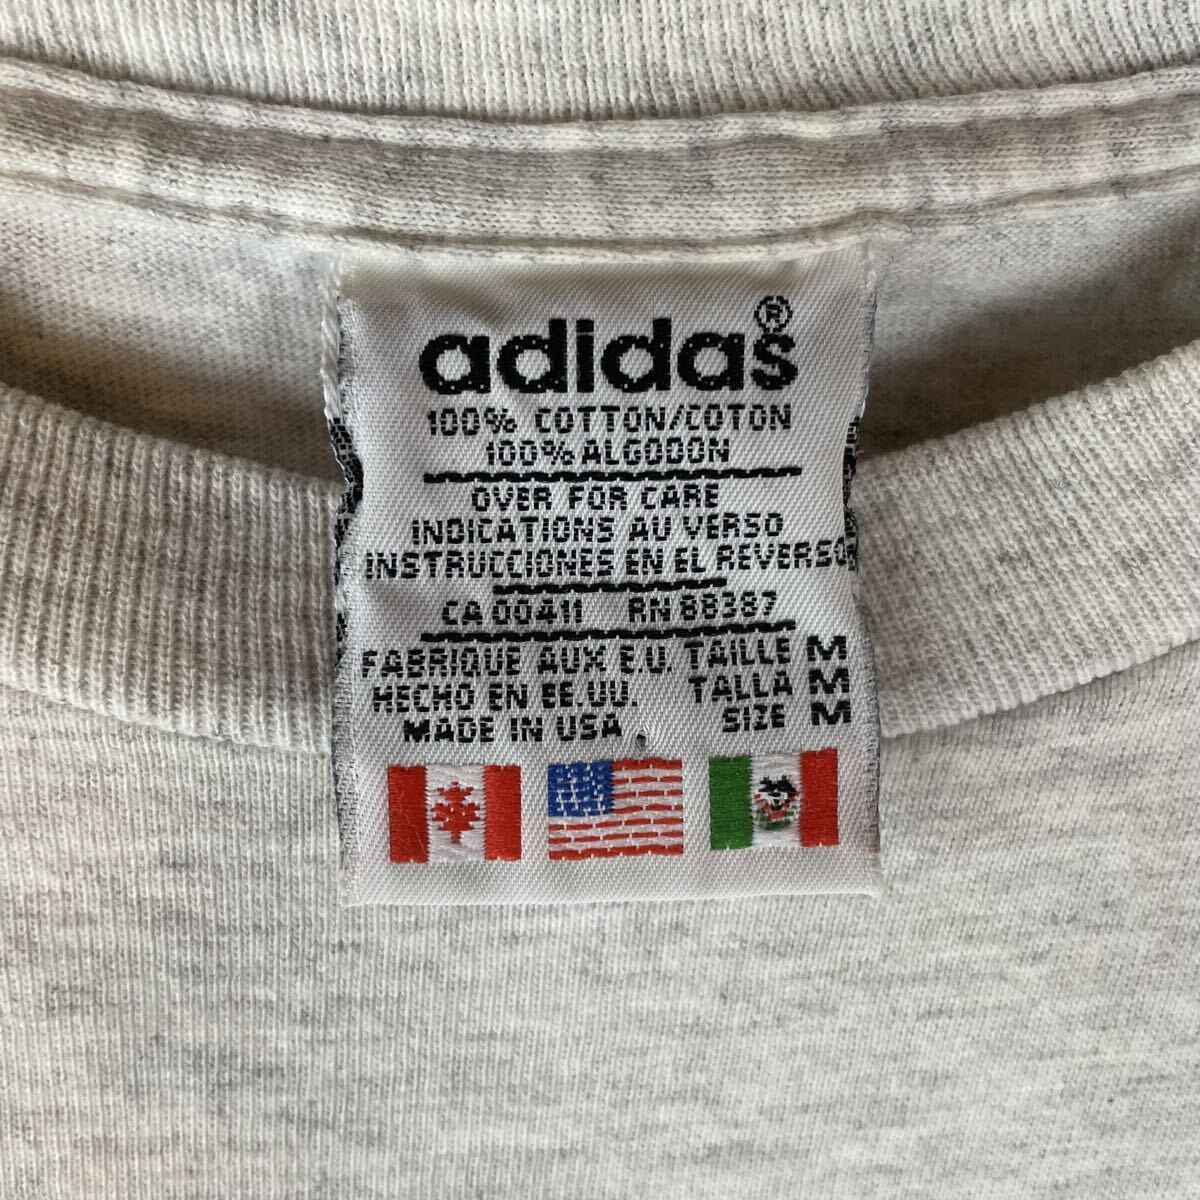 adidas®
100% COTTON/COTON
100% ALGODON
OVER FOR CARE
INDICATIONS AU VERSO
INSTRUCCIONES EN EL REVERSO
CA 00411 RN 88387
FABRIQUE AUX E.U. TAILLE M
HECHO EN EE.UU. TALLA M
MADE IN USA SIZE M